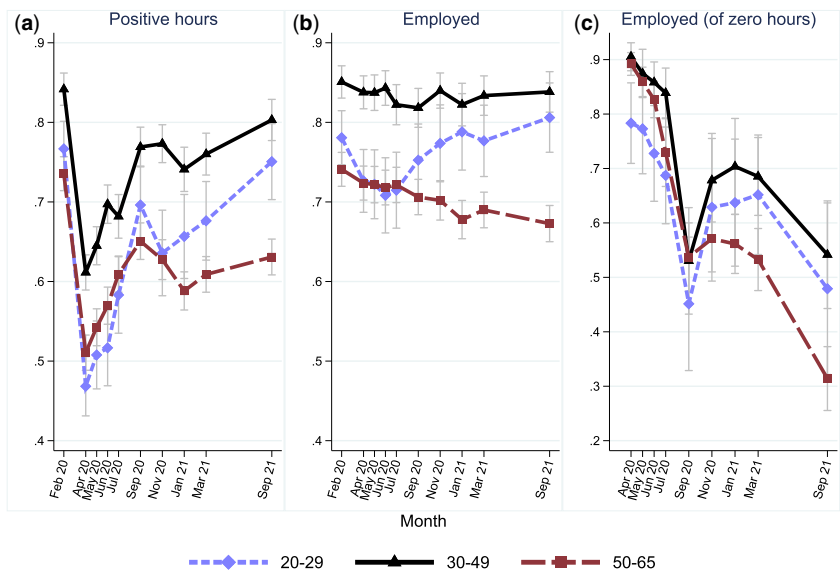 (a) Positive hours
(b) Employed
(c) Employed (of zero hours)
.9
.8
.7
.6
.5
.4
Feb 20
Apr 20
May 20
Jun 20
Jul 20
Sep 20
Nov 20
Jan 21
Mar 21
Sep 21
.9
.8
.7
.6
.5
.4
Feb 20
Apr 20
May 20
Jun 20
Jul 20
Sep 20
Nov 20
Jan 21
Mar 21
Sep 21
.9
.8
.7
.6
.5
.4
.3
.2
Apr 20
May 20
Jun 20
Jul 20
Sep 20
Nov 20
Jan 21
Mar 21
Sep 21
Month
20-29
30-49
50-65